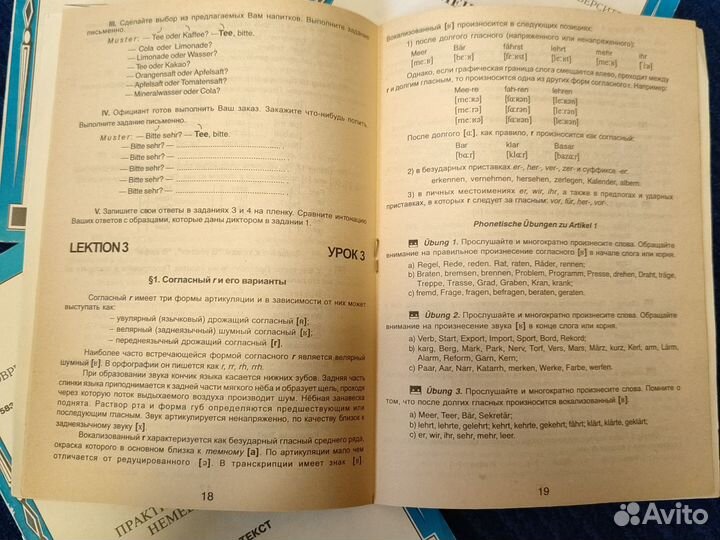 III. Сделайте выбор из предлагаемых Вам напитков. Выполните задание
письменно.
Muster: — Tee oder Kaffee? — Tee, bitte.
— Cola oder Limonade?
— Limonade oder Wasser?
— Tee oder Kakao?
— Orangensaft oder Apfelsaft?
— Apfelsaft oder Tomatensaft?
— Mineralwasser oder Cola?
IV. Официант готов выполнить Ваш заказ. Закажите что-нибудь попить.
Выполните задание письменно.
Muster: — Bitte sehr? — Tee, bitte.
— Bitte sehr? —
— Bitte sehr? —
— Bitte sehr? —
— Bitte sehr? —
— Bitte sehr? —
V. Запишите свои ответы в заданиях 3 и 4 на пленку. Сравните интонацию
Ваших ответов с образцами, которые даны диктором в задании 1.
LEKTION 3 УРОК 3
§1. Согласный r и его варианты
Согласный r имеет три формы артикуляции и в зависимости от них может
выступать как:
– увулярный (язычковый) дрожащий согласный [ʀ];
– велярный (заднеязычный) шумный согласный [ʁ];
– переднеязычный дрожащий согласный [r].
Наиболее часто встречающейся формой согласного r является велярный
шумный [ʁ]. В орфографии он пишется как r, rr, rh, rrh.
При образовании звука кончик языка касается нижних зубов. Задняя часть
спинки языка приподнимается к задней части мягкого нёба и образует щель, проходя
через которую поток выдыхаемого воздуха производит шум. Нёбная занавеска
поднята. Раствор рта и форма губ определяются предшествующим или
последующим гласным. Звук артикулируется ненапряженно, по качеству близок к
заднеязычному звуку [x].
Вокализованный r характеризуется как безударный гласный среднего ряда,
окраска которого в основном близка к темному [a]. По артикуляции мало чем
отличается от редуцированного [ə]. В транскрипции имеет знак [ʁ]
18
Вокализованный [ʁ] произносится в следующих позициях:
1) после долгого гласного (напряженного или ненапряженного):
Meer Bär fährst lehrt mehr ihr
Однако, если графическая граница слога смещается влево, проходит между
r и долгим гласным, то произносится одна из других форм согласного r. Например:
Mee-re fah-ren lehren
После долгого [ɑ:], как правило, r произносится как согласный:
Bar klar Basar
2) в безударных приставках er-, her-, ver-, zer- и суффиксе -er.
erkennen, vernehmen, hersehen, zerlegen, Kalender, albern.
3) в личных местоимениях er, wir, ihr, а также в предлогах и ударных
приставках, в которых r следует за гласным: vor, für, her-, vor-.
Phonetische Übungen zu Artikel 1
Übung 1. Прослушайте и многократно произнесите слова. Обращайте
внимание на правильное произнесение согласного [ʁ] в начале слога или корня.
a) Regel, Rede, reden, Rat, raten, Räder, rennen;
b) Braten, bremsen, brennen, Problem, Programm, Presse, drehen, Draht, träge,
Treppe, Trasse, Grad, Graben, Kran, krank;
c) fremd, Frage, fragen, befragen, beraten, geraten.
Übung 2. Прослушайте и многократно произнесите слова. Обращайте
внимание на произнесение звука [ʁ] в конце слога или корня.
a) Verb, Start, Export, Import, Sport, Bord, Rekord;
b) karg, Berg, Mark, Park, Nerv, Torf, Vers, Mars, März, kurz, Kerl, arm, Lärm,
Alarm, Reform, Garn, Kern;
c) Paar, Aar, Narr, Katarrh, merken, Werke, Farbe, werfen.
Übung 3. Прослушайте и многократно произнесите слова. Помните о
том, что после долгих гласных произносится вокализованный [ʁ].
a) Meer, Teer, Bär, Sekretär;
b) lehrt, lehrte, gelehrt; kehrt, kehrte, gekehrt, fährt; klärt, klärte, geklärt;
c) er, wir, ihr, sehr, mehr, leer.
19
ПРАКТИ
НЕМЕ
ТЕКСТ
Avito